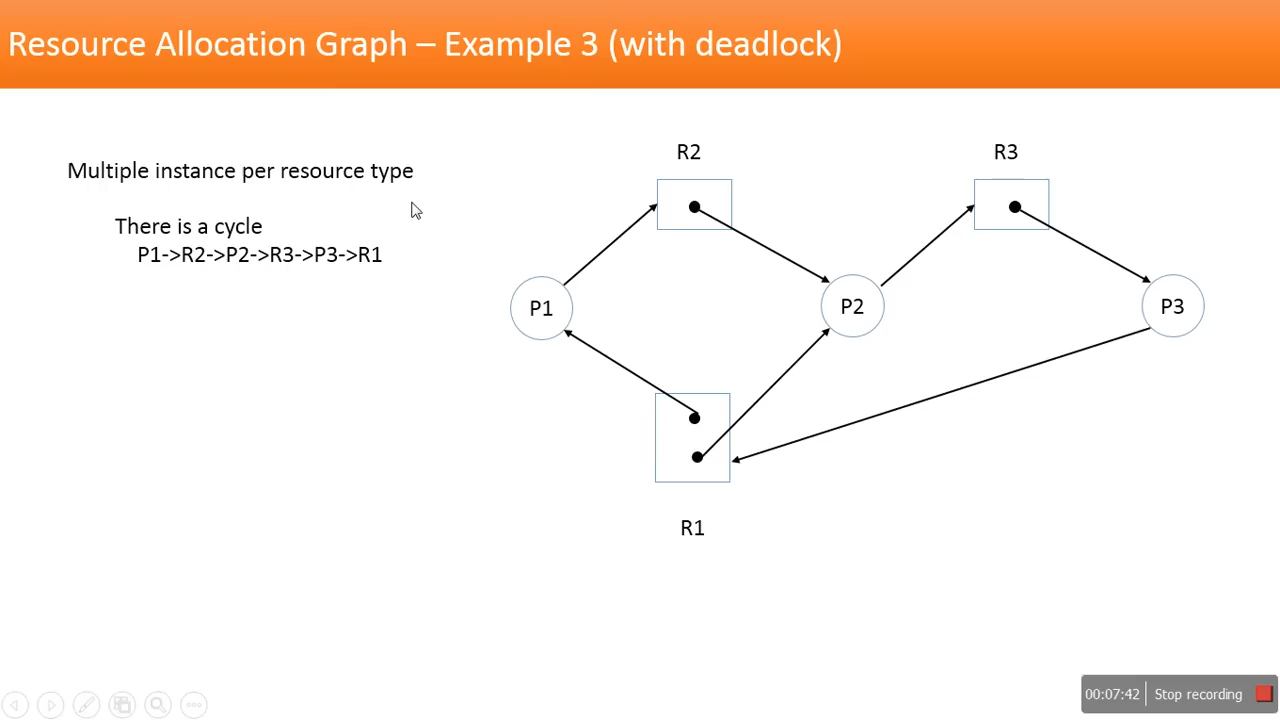 Resource Allocation Graph – Example 3 (with deadlock)
Multiple instance per resource type
There is a cycle
P1->R2->P2->R3->P3->R1
R2
R3
P1
P2
P3
R1
00:07:42
Stop recording